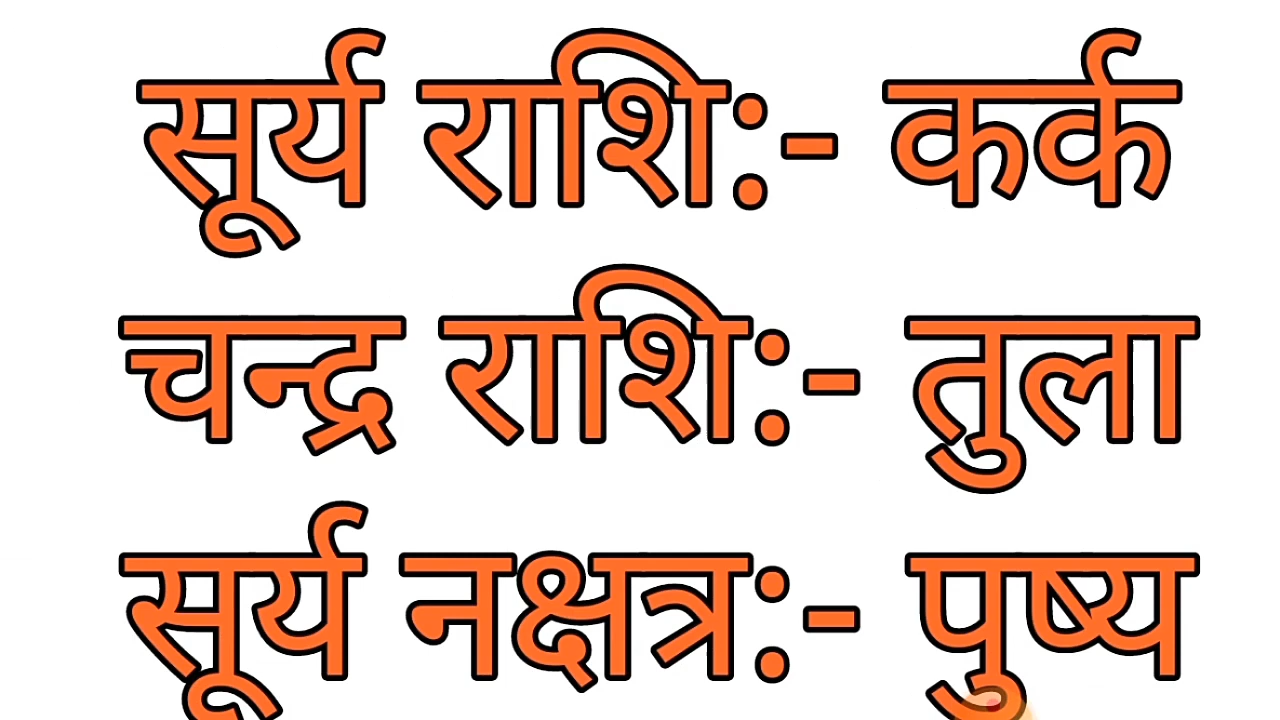 सूर्य राशि:- कर्क
चन्द्र राशि:- तुला
सूर्य नक्षत्र:- पुष्य